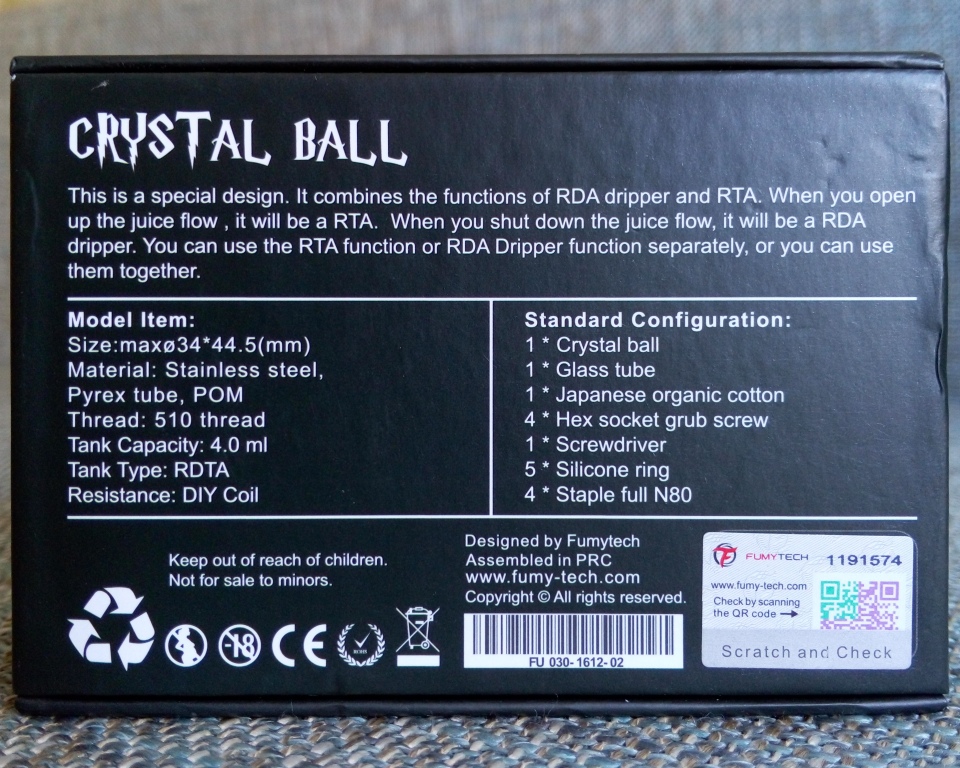 CRYSTAL BALL
This is a special design. It combines the functions of RDA dripper and RTA. When you open
up the juice flow , it will be a RTA. When you shut down the juice flow, it will be a RDA
dripper. You can use the RTA function or RDA Dripper function separately, or you can use
them together.
Model Item:
Size:maxø34*44.5(mm)
Material: Stainless steel,
Pyrex tube, POM
Thread: 510 thread
Tank Capacity: 4.0 ml
Tank Type: RDTA
Resistance: DIY Coil
Standard Configuration:
1 * Crystal ball
1 * Glass tube
1 * Japanese organic cotton
4 * Hex socket grub screw
1 * Screwdriver
5 * Silicone ring
4 * Staple full N80
Keep out of reach of children.
Not for sale to minors.
-18
CE
ROHS
Designed by Fumytech
Assembled in PRC
www.fumy-tech.com
Copyright © All rights reserved.
FU 030-1612-02
FUMYTECH 1191574
www.fumy-tech.com
Check by scanning
the QR code
Scratch and Check